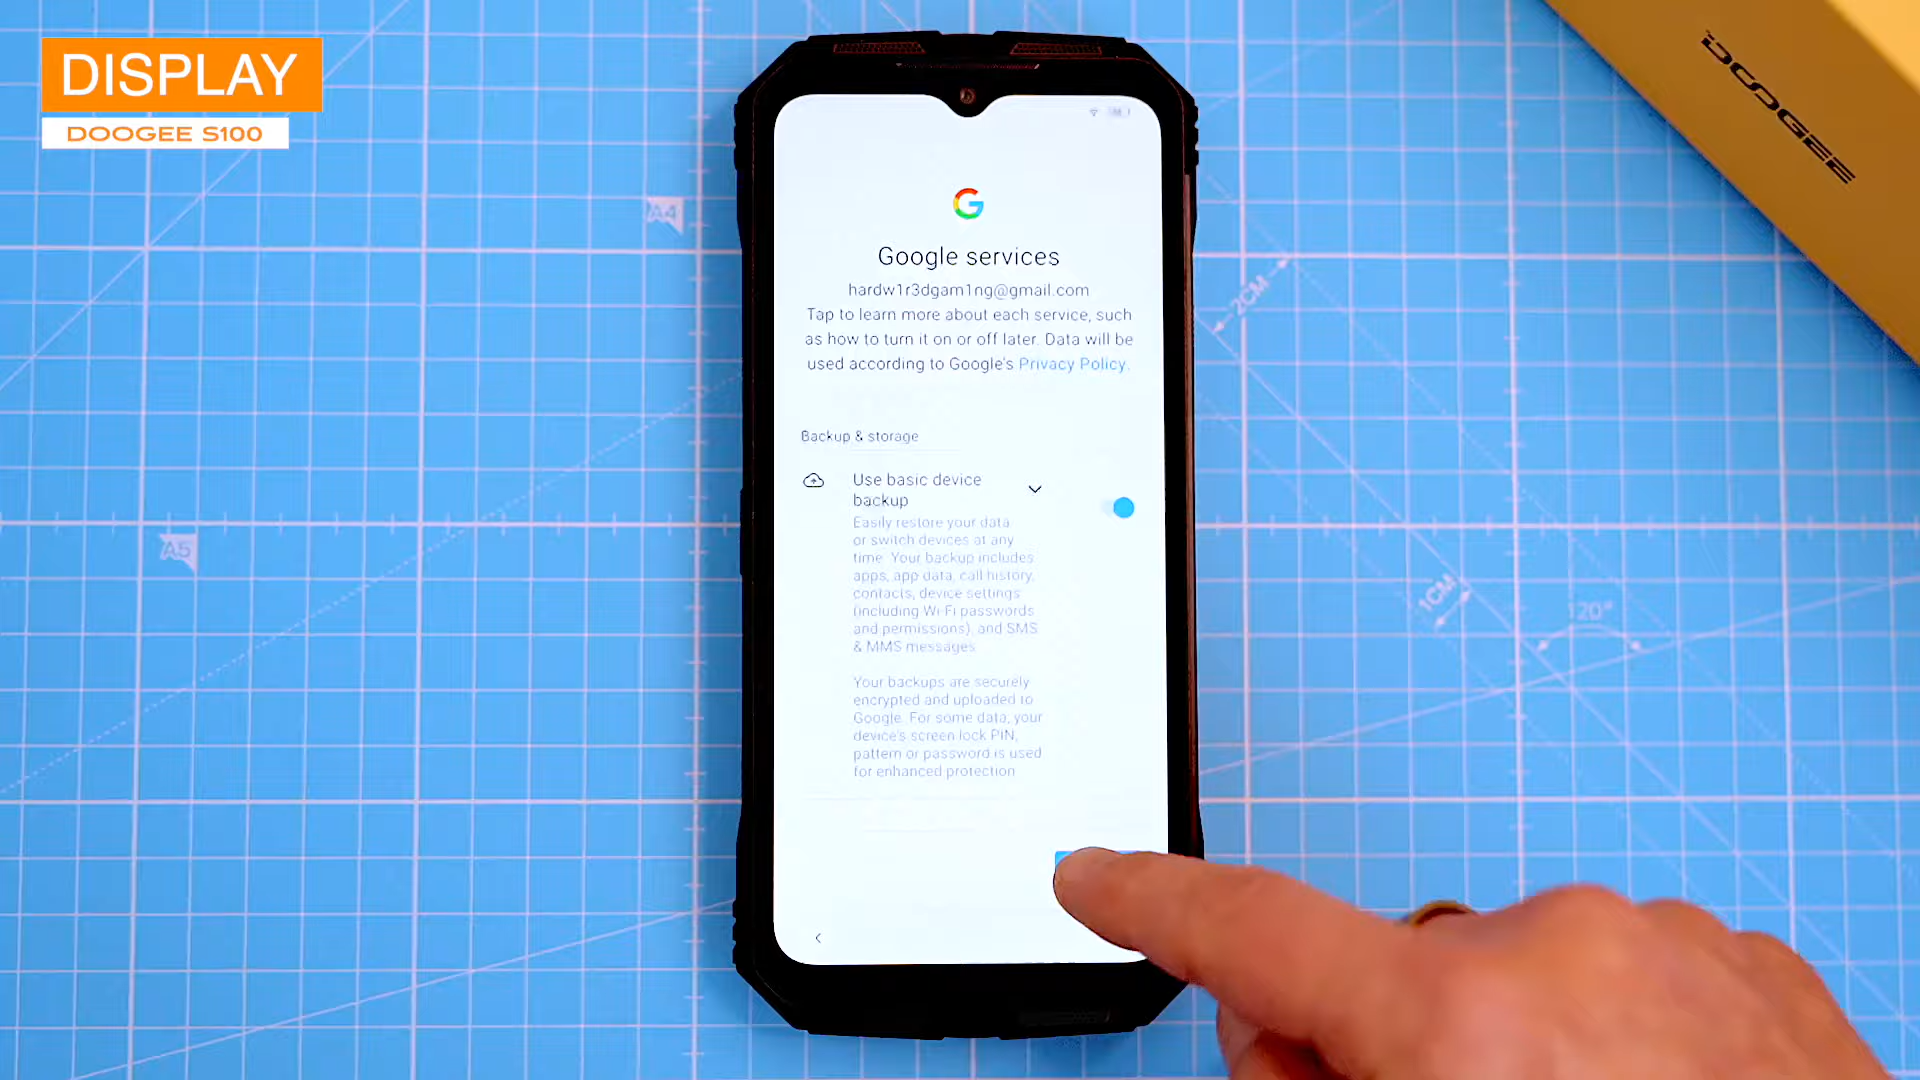 DISPLAY
DOOGEE S100
DOOGEE
A4
A5
2CM
1CM
120°
Google services
hardw1r3dgam1ng@gmail.com
Tap to learn more about each service, such
as how to turn it on or off later. Data will be
used according to Google's Privacy Policy.
Backup & storage
Use basic device
backup
Easily restore your data
or switch devices at any
time. Your backup includes
apps, app data, call history,
contacts, device settings
(including Wi-Fi passwords
and permissions), and SMS
& MMS messages.
Your backups are securely
encrypted and uploaded to
Google. For some data, your
device's screen lock PIN,
pattern or password is used
for enhanced protection.